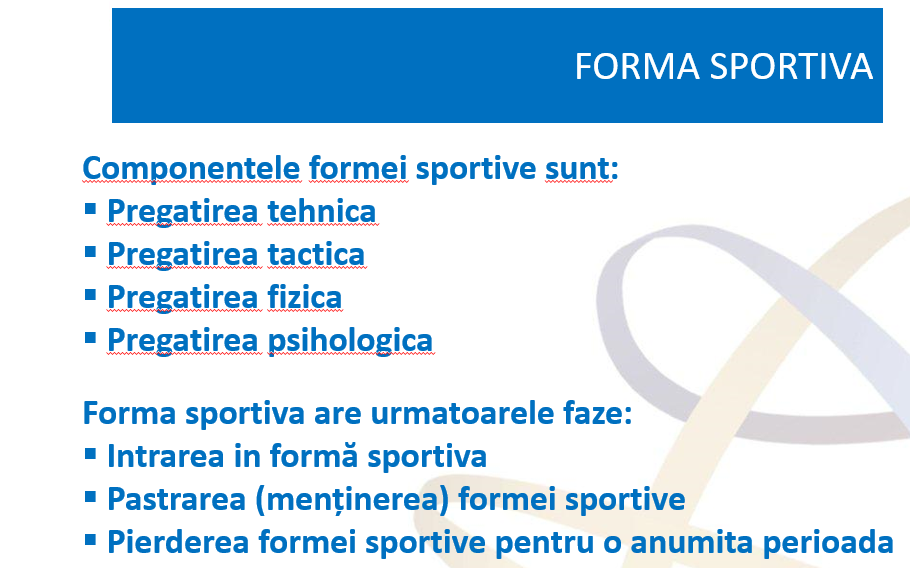 FORMA SPORTIVA
Componentele formei sportive sunt:
▪ Pregatirea tehnica
▪ Pregatirea tactica
▪ Pregatirea fizica
▪ Pregatirea psihologica
Forma sportiva are urmatoarele faze:
▪ Intrarea in formă sportiva
▪ Pastrarea (menținerea) formei sportive
▪ Pierderea formei sportive pentru o anumita perioada